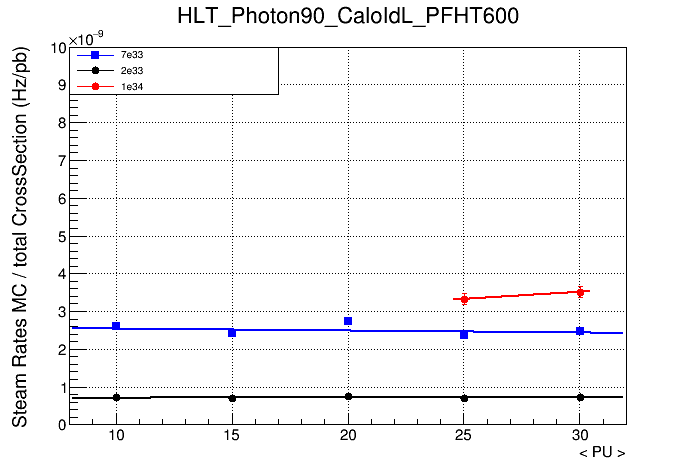 HLT_Photon90_CaloIdL_PFHT600
×10⁻⁹
Steam Rates MC / total CrossSection (Hz/pb)
7e33
2e33
1e34
10
9
8
7
6
5
4
3
2
1
0
10 15 20 25 30
< PU >